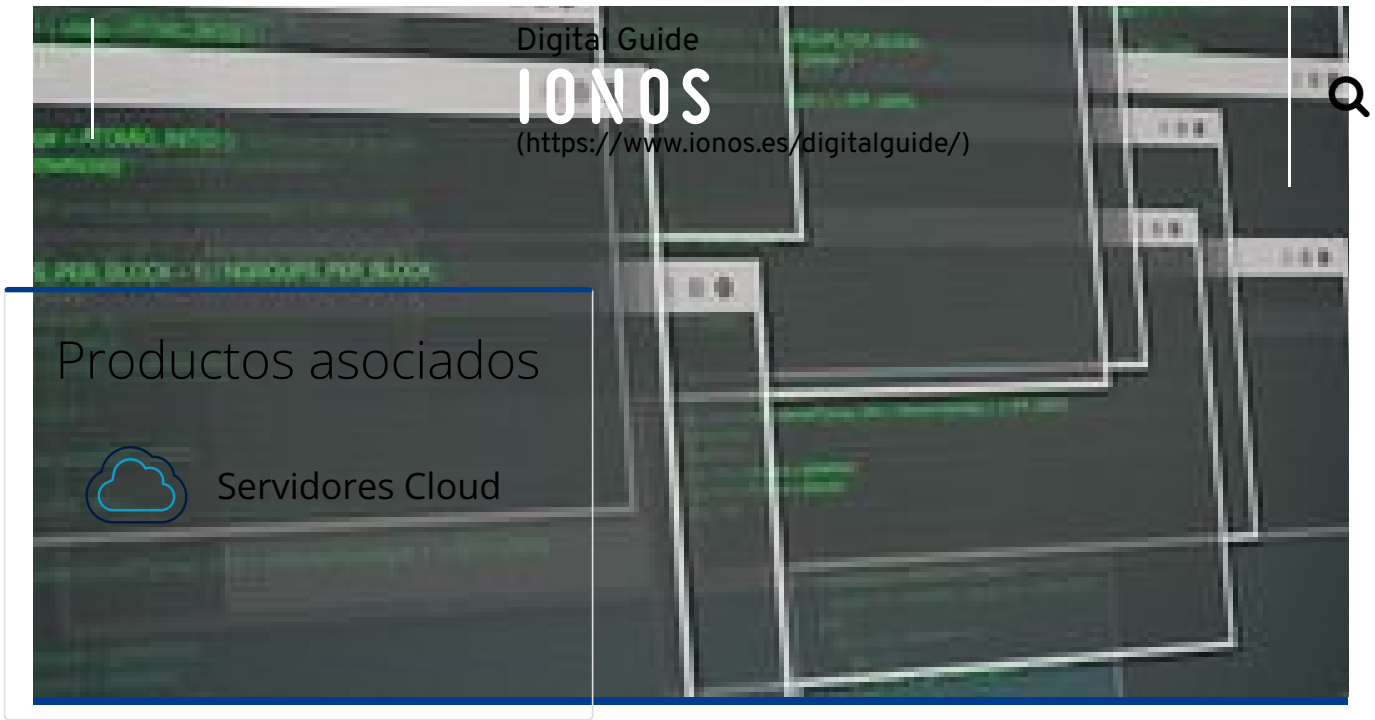 Digital Guide
IONOS
(https://www.ionos.es/digitalguide/)
Productos asociados
Servidores Cloud